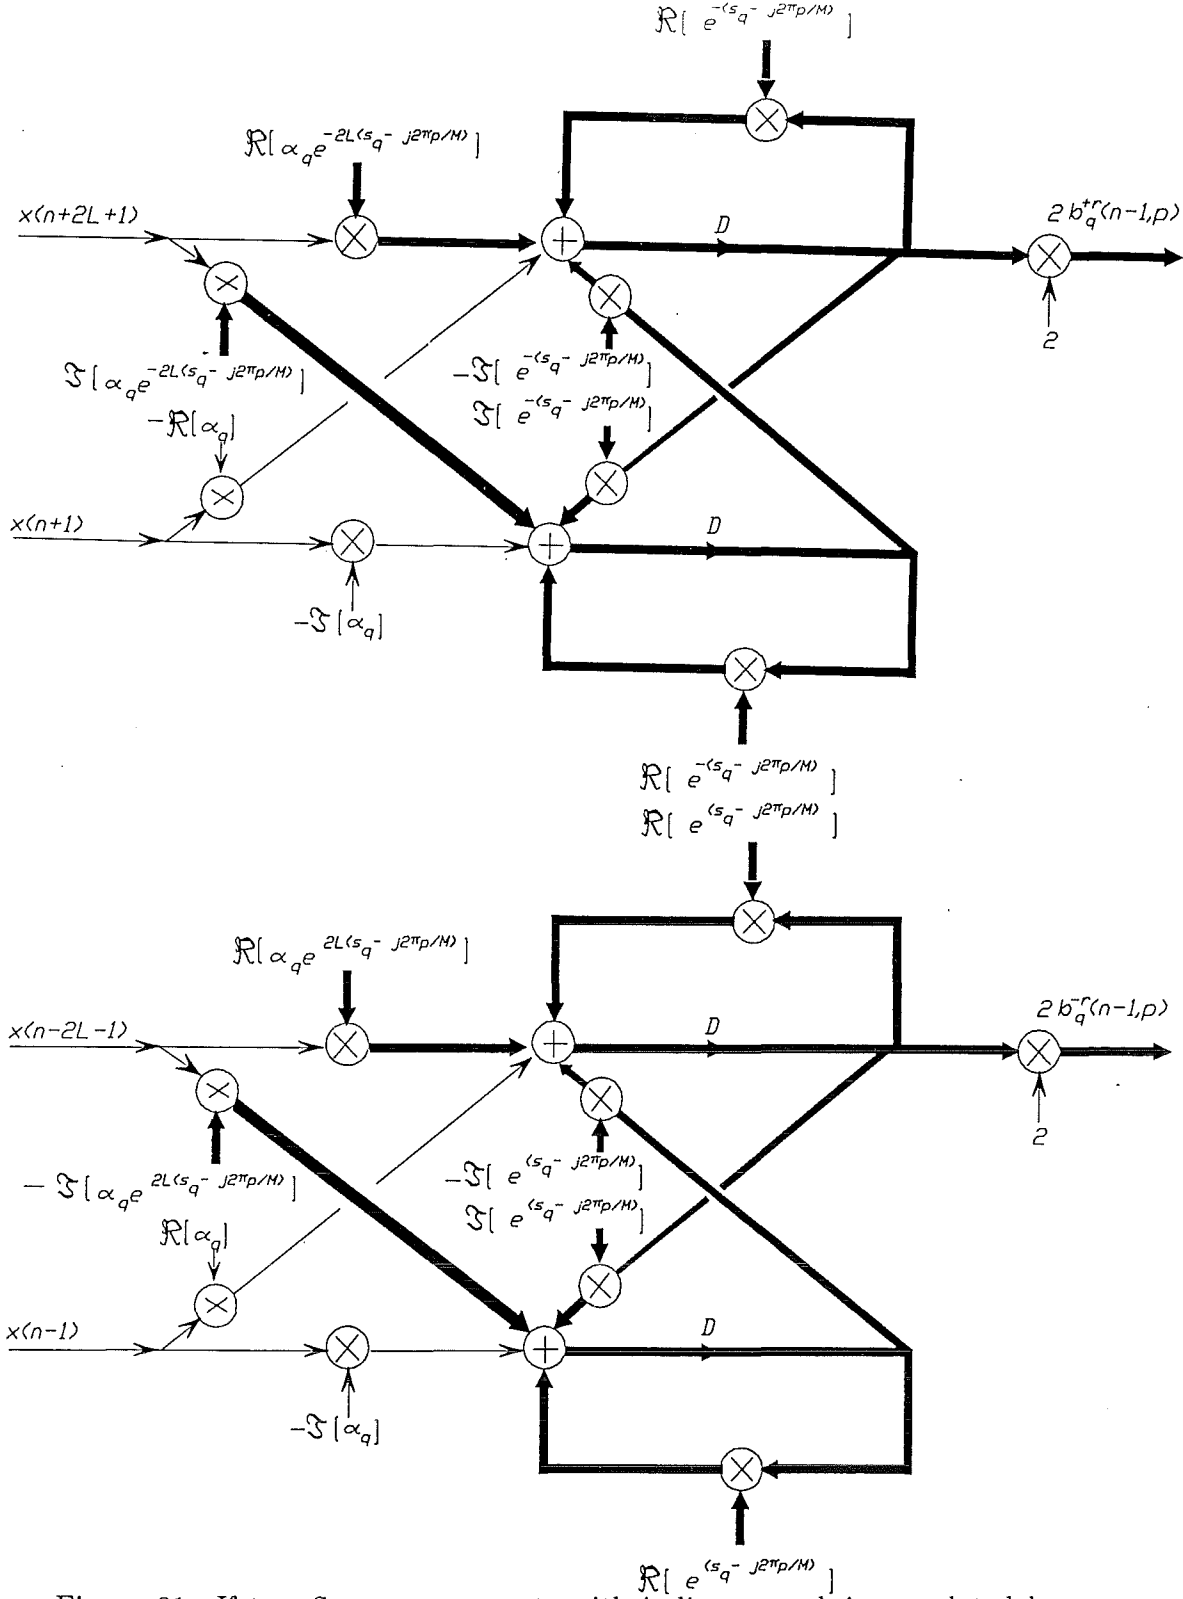 ℜ[ e^{-(s_q- j2πp/M)} ]
ℜ[ α_q e^{-2L(s_q- j2πp/M)} ]
x(n+2L+1)
D
2 b_q^{+r}(n-1,p)
2
-ℑ[ e^{-(s_q- j2πp/M)} ]
ℑ[ α_q e^{-2L(s_q- j2πp/M)} ]
ℑ[ e^{-(s_q- j2πp/M)} ]
-ℜ[α_q]
x(n+1)
D
-ℑ[α_q]
ℜ[ e^{-(s_q- j2πp/M)} ]
ℜ[ e^{(s_q- j2πp/M)} ]
ℜ[ α_q e^{2L(s_q- j2πp/M)} ]
x(n-2L-1)
D
2 b_q^{-r}(n-1,p)
2
-ℑ[ e^{(s_q- j2πp/M)} ]
- ℑ[ α_q e^{2L(s_q- j2πp/M)} ]
ℑ[ e^{(s_q- j2πp/M)} ]
ℜ[α_q]
x(n-1)
D
-ℑ[α_q]
ℜ[ e^{(s_q- j2πp/M)} ]